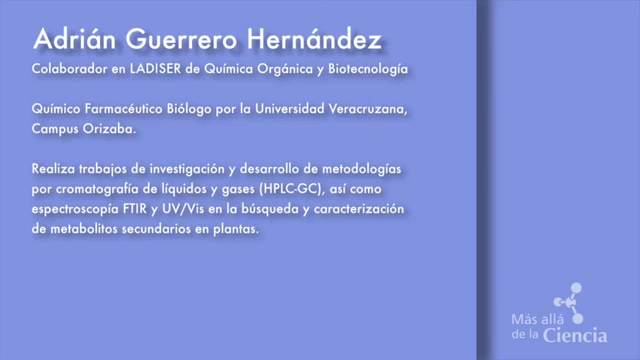 Adrián Guerrero Hernández
Colaborador en LADISER de Química Orgánica y Biotecnología
Químico Farmacéutico Biólogo por la Universidad Veracruzana,
Campus Orizaba.
Realiza trabajos de investigación y desarrollo de metodologías
por cromatografía de líquidos y gases (HPLC-GC), así como
espectroscopía FTIR y UV/Vis en la búsqueda y caracterización
de metabolitos secundarios en plantas.
Más allá
de la Ciencia